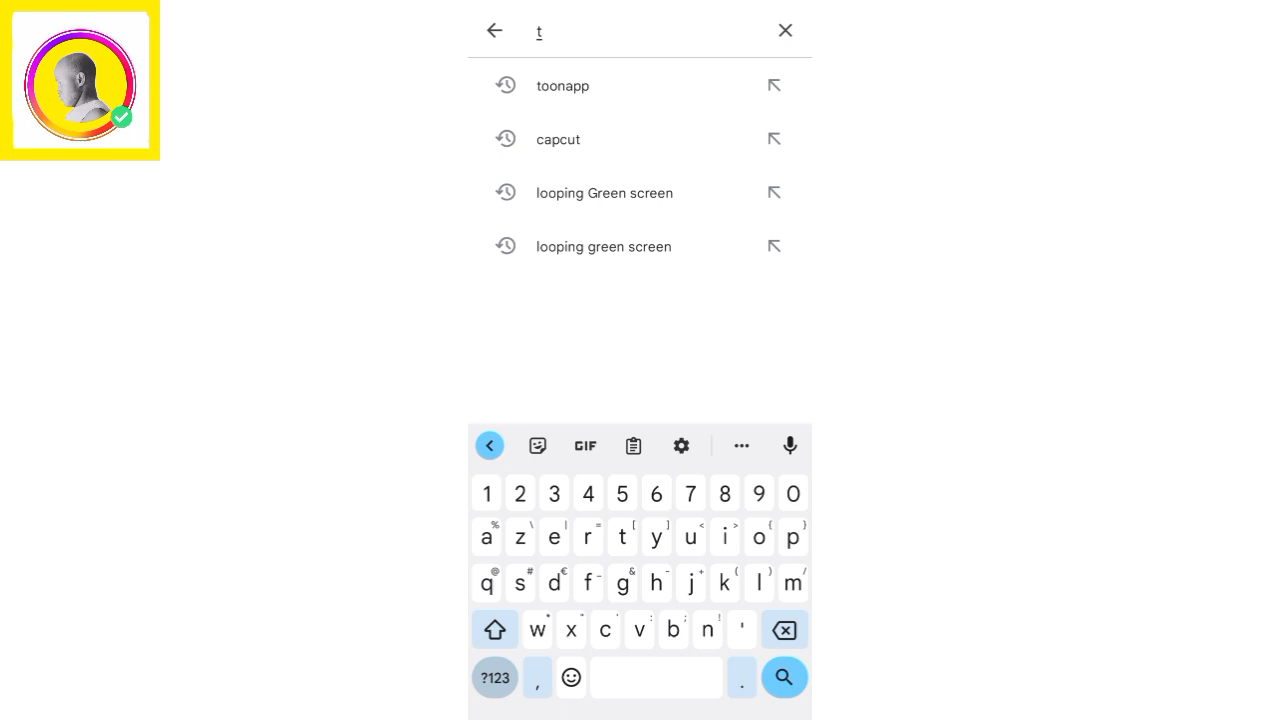 t
toonapp
capcut
looping Green screen
looping green screen
GIF
1 2 3 4 5 6 7 8 9 0
a% z\ e| r= t[ y] u< i> o{ p}
q@ s# d€ f_ g& h- j+ k( l) m/
w* x" c' v: b; n! '
?123 , .